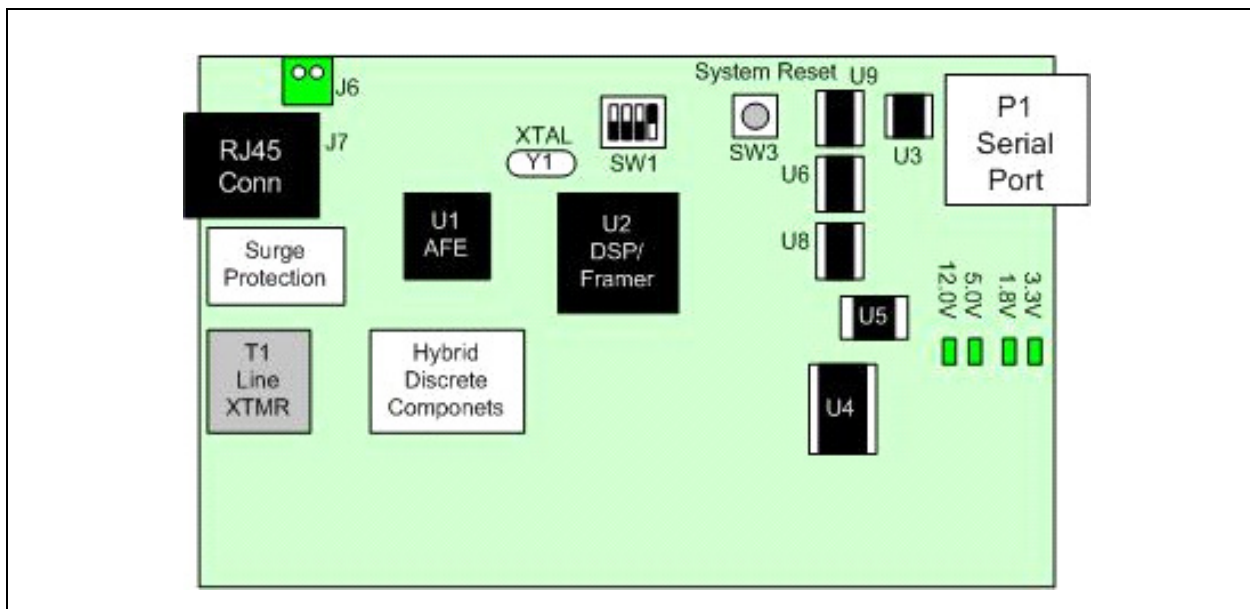 J6
System Reset
U9
RJ45
Conn
J7
XTAL
Y1
SW1
SW3
U3
P1
Serial
Port
U6
U1
AFE
U2
DSP/
Framer
U8
Surge
Protection
12.0V
5.0V
1.8V
3.3V
U5
T1
Line
XTMR
Hybrid
Discrete
Componets
U4